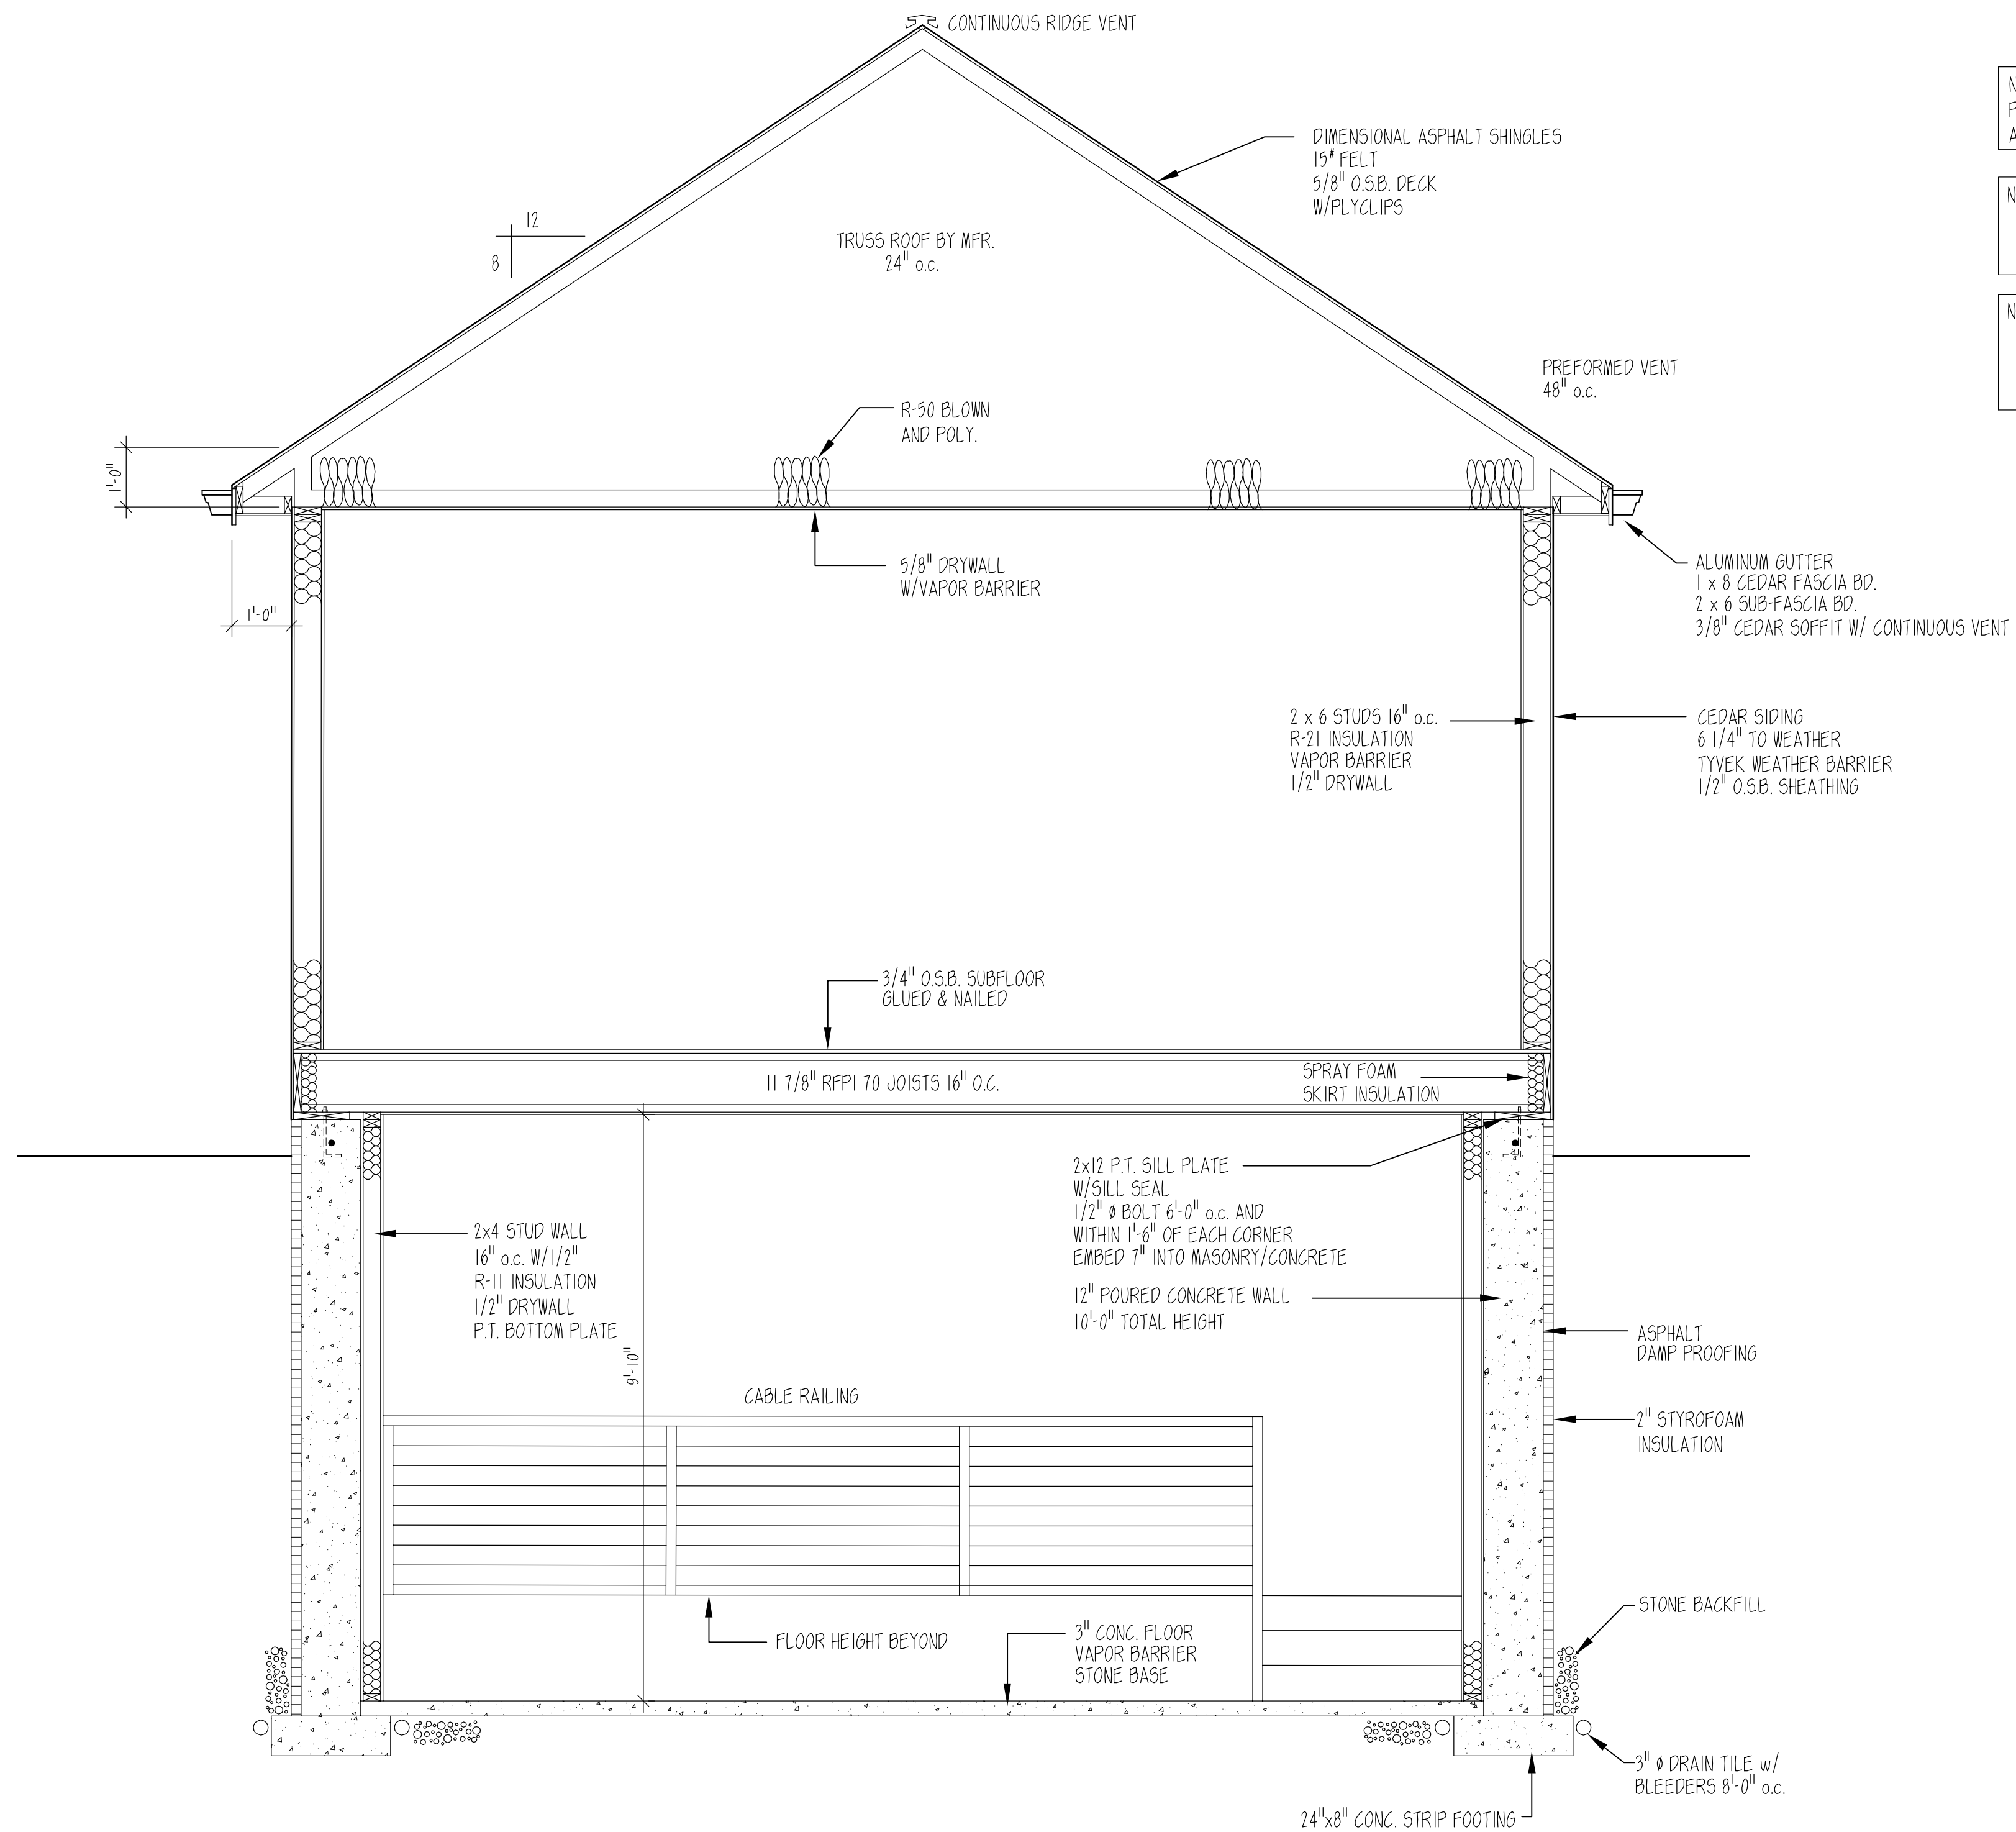 CONTINUOUS RIDGE VENT
DIMENSIONAL ASPHALT SHINGLES
15# FELT
5/8" O.S.B. DECK
W/PLYCLIPS
12
8
TRUSS ROOF BY MFR.
24" o.c.
PREFORMED VENT
48" o.c.
R-50 BLOWN
AND POLY.
1'-0"
1'-0"
5/8" DRYWALL
W/VAPOR BARRIER
ALUMINUM GUTTER
1 x 8 CEDAR FASCIA BD.
2 x 6 SUB-FASCIA BD.
3/8" CEDAR SOFFIT W/ CONTINUOUS VENT
2 x 6 STUDS 16" o.c.
R-21 INSULATION
VAPOR BARRIER
1/2" DRYWALL
CEDAR SIDING
6 1/4" TO WEATHER
TYVEK WEATHER BARRIER
1/2" O.S.B. SHEATHING
3/4" O.S.B. SUBFLOOR
GLUED & NAILED
11 7/8" RFPI 70 JOISTS 16" O.C.
SPRAY FOAM
SKIRT INSULATION
2x12 P.T. SILL PLATE
W/SILL SEAL
1/2" ø BOLT 6'-0" o.c. AND
WITHIN 1'-6" OF EACH CORNER
EMBED 7" INTO MASONRY/CONCRETE
12" POURED CONCRETE WALL
10'-0" TOTAL HEIGHT
2x4 STUD WALL
16" o.c. W/1/2"
R-11 INSULATION
1/2" DRYWALL
P.T. BOTTOM PLATE
9'-10"
ASPHALT
DAMP PROOFING
CABLE RAILING
2" STYROFOAM
INSULATION
STONE BACKFILL
FLOOR HEIGHT BEYOND
3" CONC. FLOOR
VAPOR BARRIER
STONE BASE
3" ø DRAIN TILE w/
BLEEDERS 8'-0" o.c.
24"x8" CONC. STRIP FOOTING